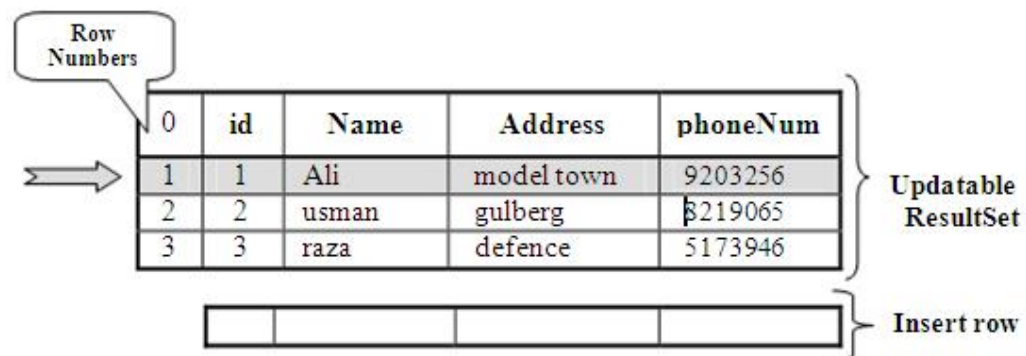 Row
Numbers
0 id Name Address phoneNum
1 1 Ali model town 9203256
2 2 usman gulberg 8219065
3 3 raza defence 5173946
Updatable
ResultSet
Insert row